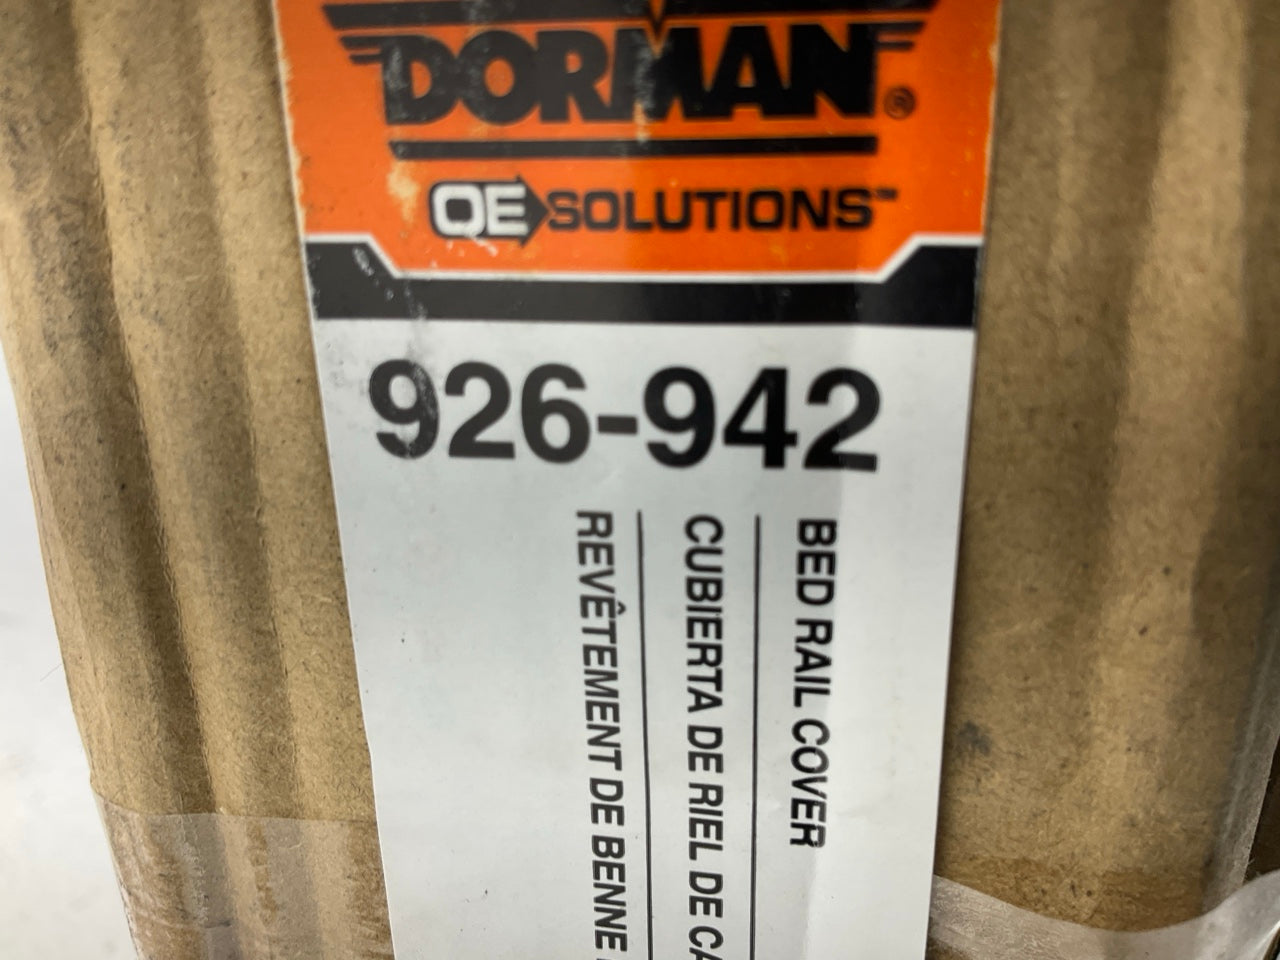 DORMAN®
OE SOLUTIONS™
926-942
BED RAIL COVER
CUBIERTA DE RIEL DE
REVÊTEMENT DE BENNE